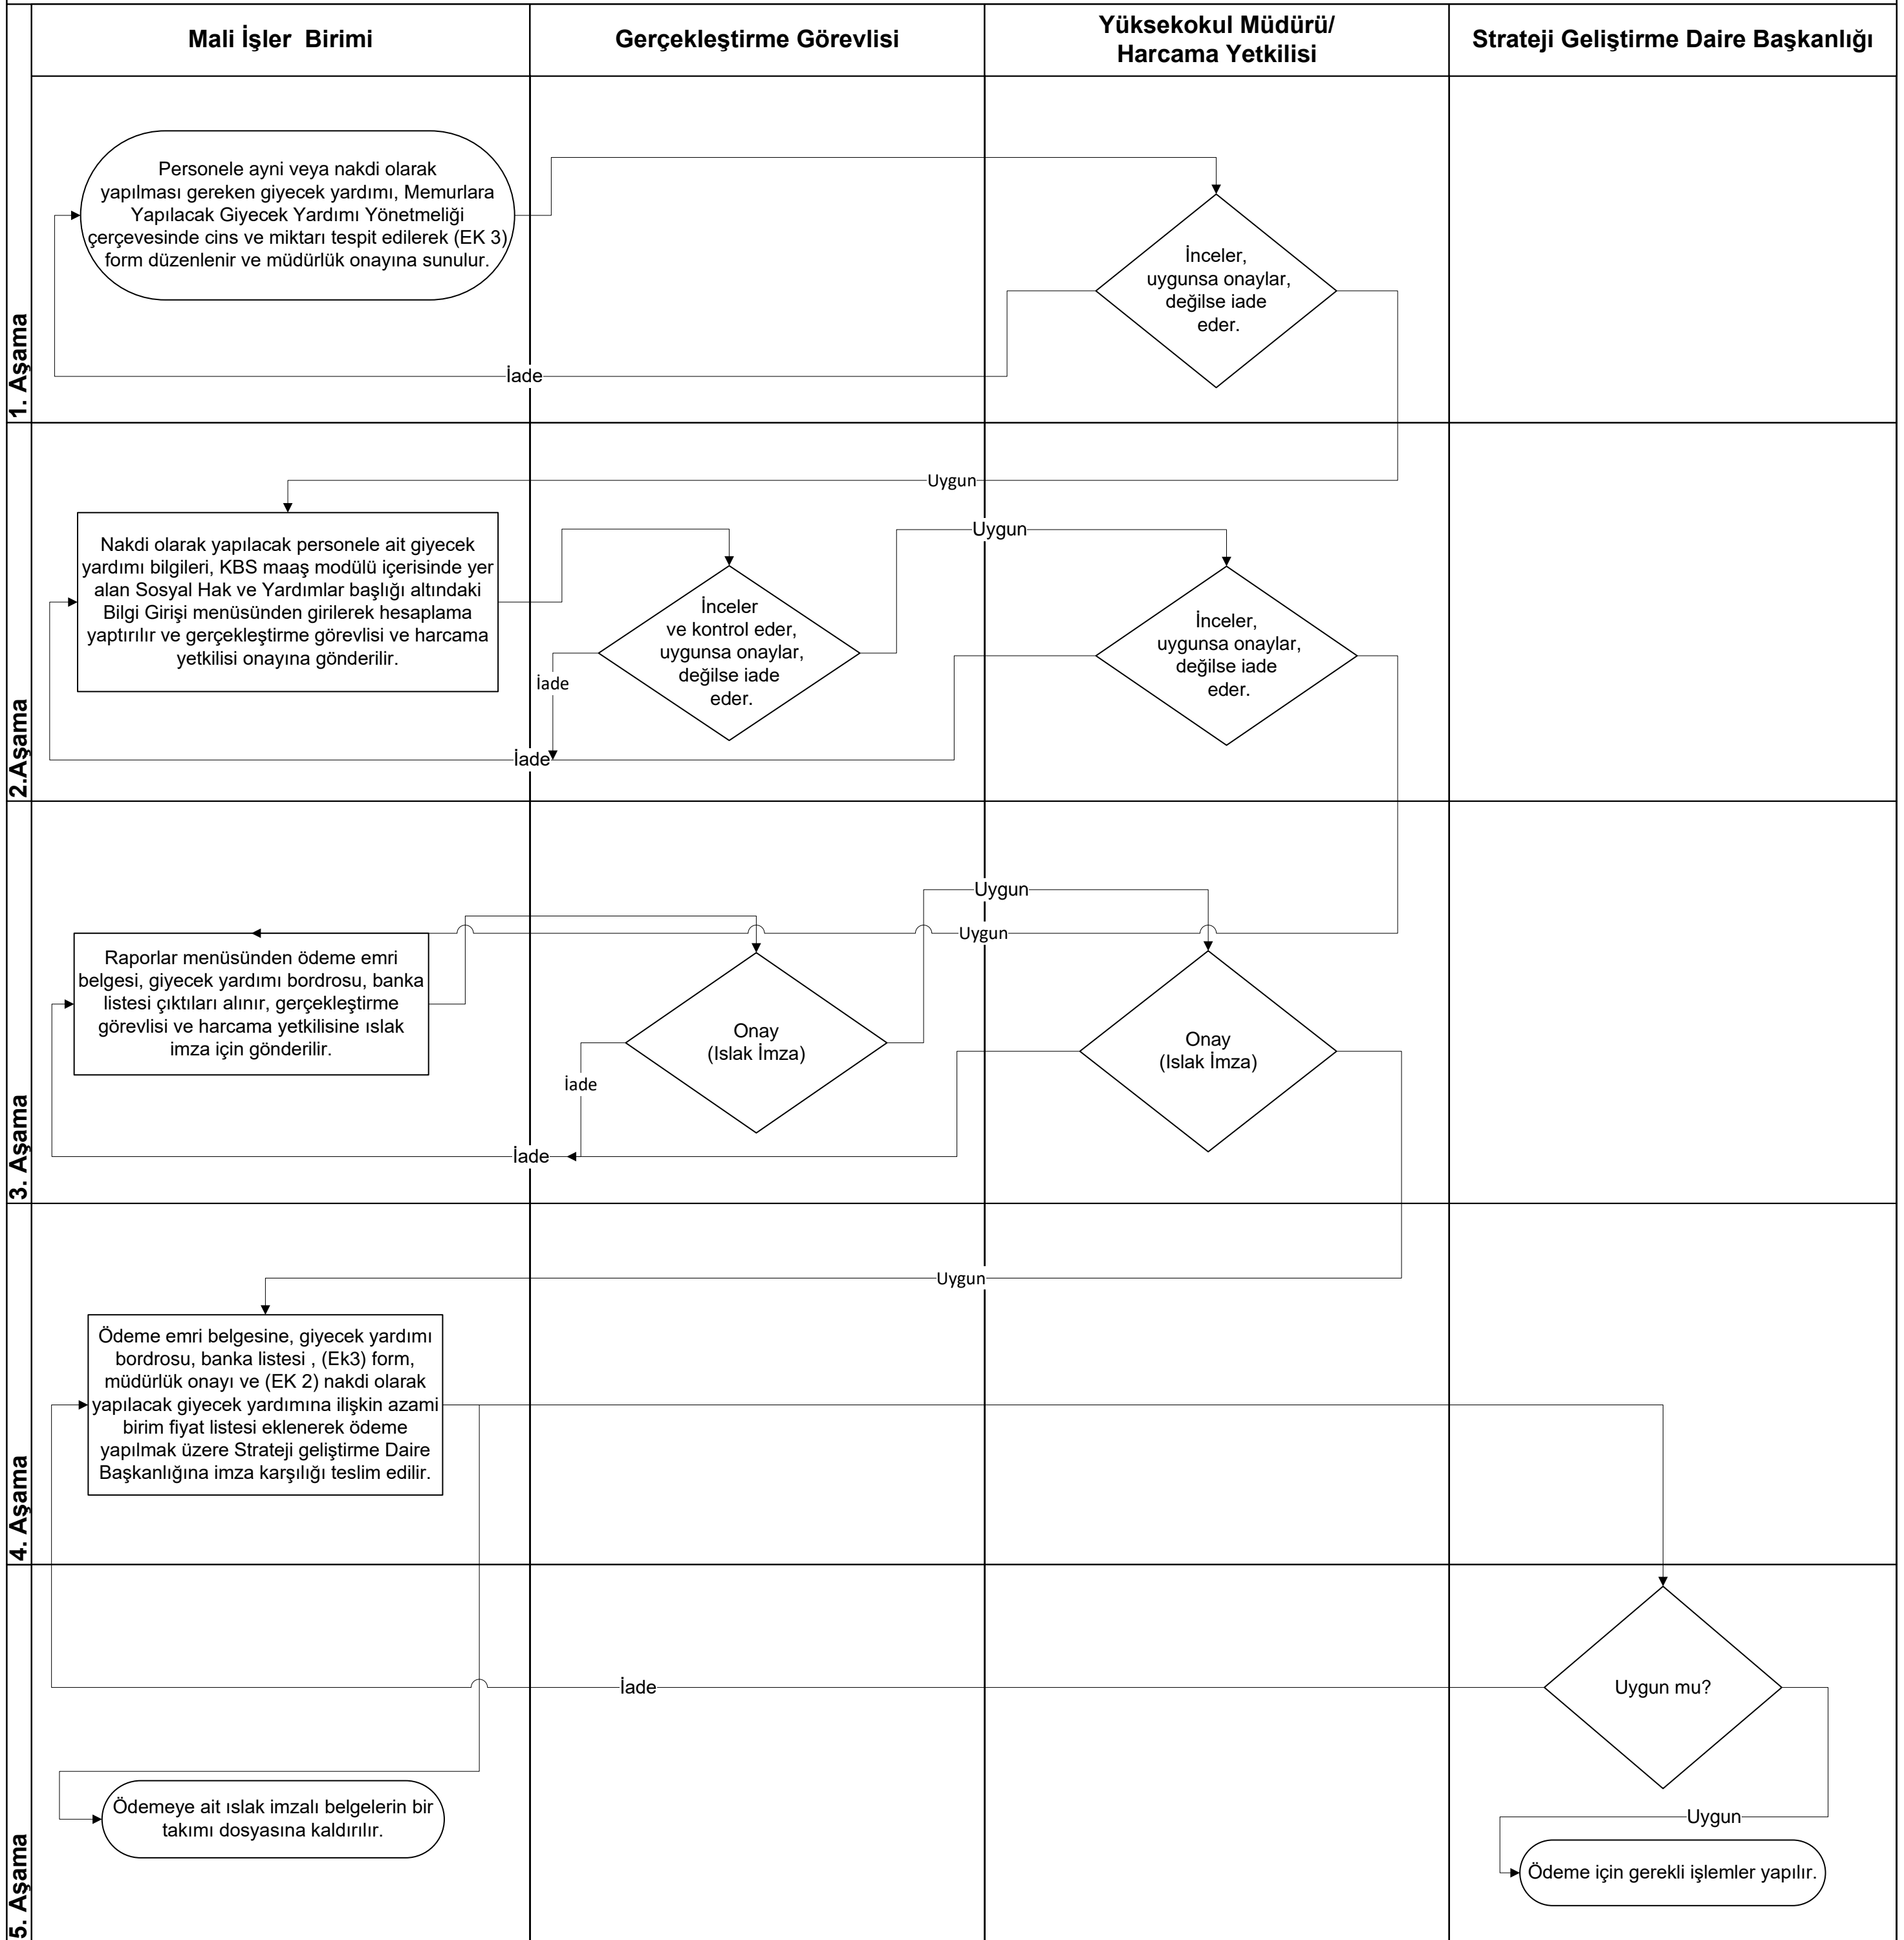 Mali İşler Birimi
Gerçekleştirme Görevlisi
Yüksekokul Müdürü/
Harcama Yetkilisi
Strateji Geliştirme Daire Başkanlığı
1. Aşama
Personele ayni veya nakdi olarak
yapılması gereken giyecek yardımı, Memurlara
Yapılacak Giyecek Yardımı Yönetmeliği
çerçevesinde cins ve miktarı tespit edilerek (EK 3)
form düzenlenir ve müdürlük onayına sunulur.
İnceler,
uygunsa onaylar,
değilse iade
eder.
İade
2.Aşama
Uygun
Nakdi olarak yapılacak personele ait giyecek
yardımı bilgileri, KBS maaş modülü içerisinde yer
alan Sosyal Hak ve Yardımlar başlığı altındaki
Bilgi Girişi menüsünden girilerek hesaplama
yaptırılır ve gerçekleştirme görevlisi ve harcama
yetkilisi onayına gönderilir.
İnceler
ve kontrol eder,
uygunsa onaylar,
değilse iade
eder.
İade
Uygun
İnceler,
uygunsa onaylar,
değilse iade
eder.
İade
3. Aşama
Uygun
Uygun
Raporlar menüsünden ödeme emri
belgesi, giyecek yardımı bordrosu, banka
listesi çıktıları alınır, gerçekleştirme
görevlisi ve harcama yetkilisine ıslak
imza için gönderilir.
Onay
(Islak İmza)
İade
Onay
(Islak İmza)
İade
4. Aşama
Uygun
Ödeme emri belgesine, giyecek yardımı
bordrosu, banka listesi , (Ek3) form,
müdürlük onayı ve (EK 2) nakdi olarak
yapılacak giyecek yardımına ilişkin azami
birim fiyat listesi eklenerek ödeme
yapılmak üzere Strateji geliştirme Daire
Başkanlığına imza karşılığı teslim edilir.
5. Aşama
Uygun mu?
İade
Ödemeye ait ıslak imzalı belgelerin bir
takımı dosyasına kaldırılır.
Uygun
Ödeme için gerekli işlemler yapılır.